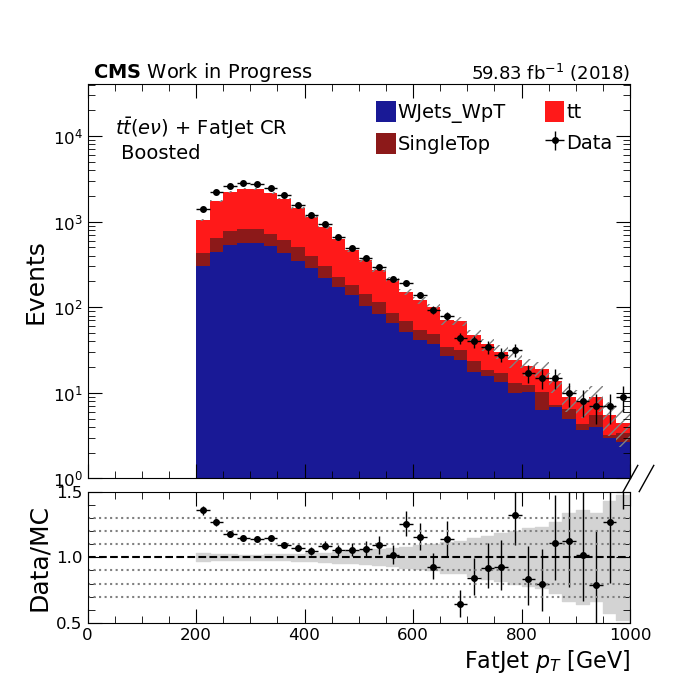 CMS Work in Progress 59.83 fb⁻¹ (2018)
tt̄(eν) + FatJet CR
Boosted
WJets_WpT tt
SingleTop Data
10⁴
10³
10²
10¹
10⁰
Events
1.5
1.0
0.5
Data/MC
0 200 400 600 800 1000
FatJet p_T [GeV]